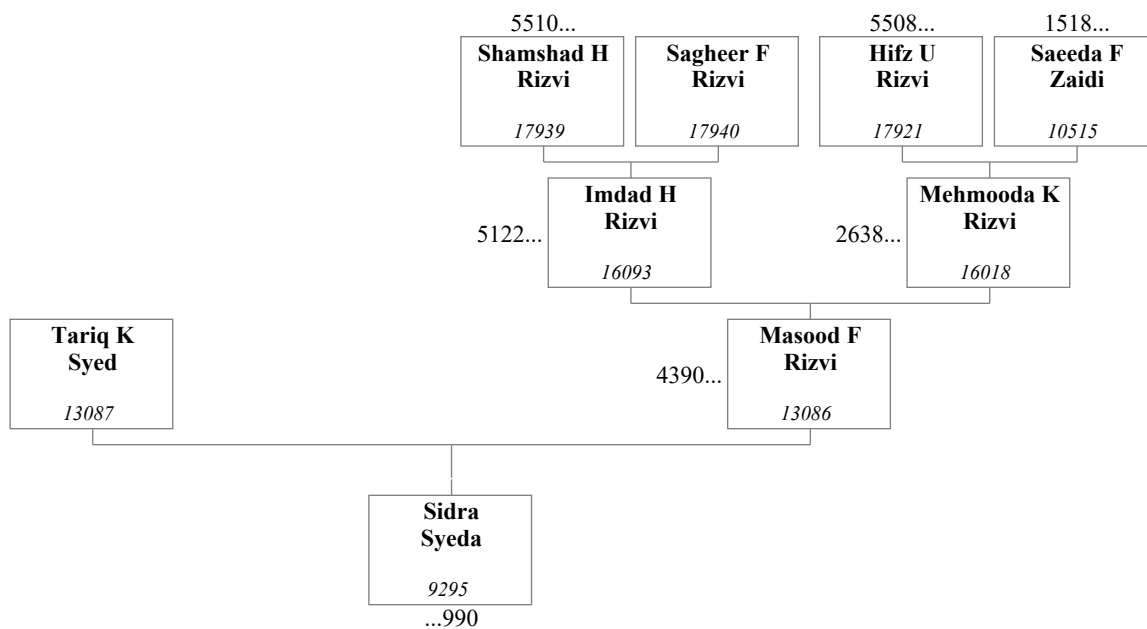 5510...
5508...
1518...
Shamshad H
Rizvi
17939
Sagheer F
Rizvi
17940
Hifz U
Rizvi
17921
Saeeda F
Zaidi
10515
5122...
Imdad H
Rizvi
16093
2638...
Mehmooda K
Rizvi
16018
Tariq K
Syed
13087
4390...
Masood F
Rizvi
13086
Sidra
Syeda
9295
...990